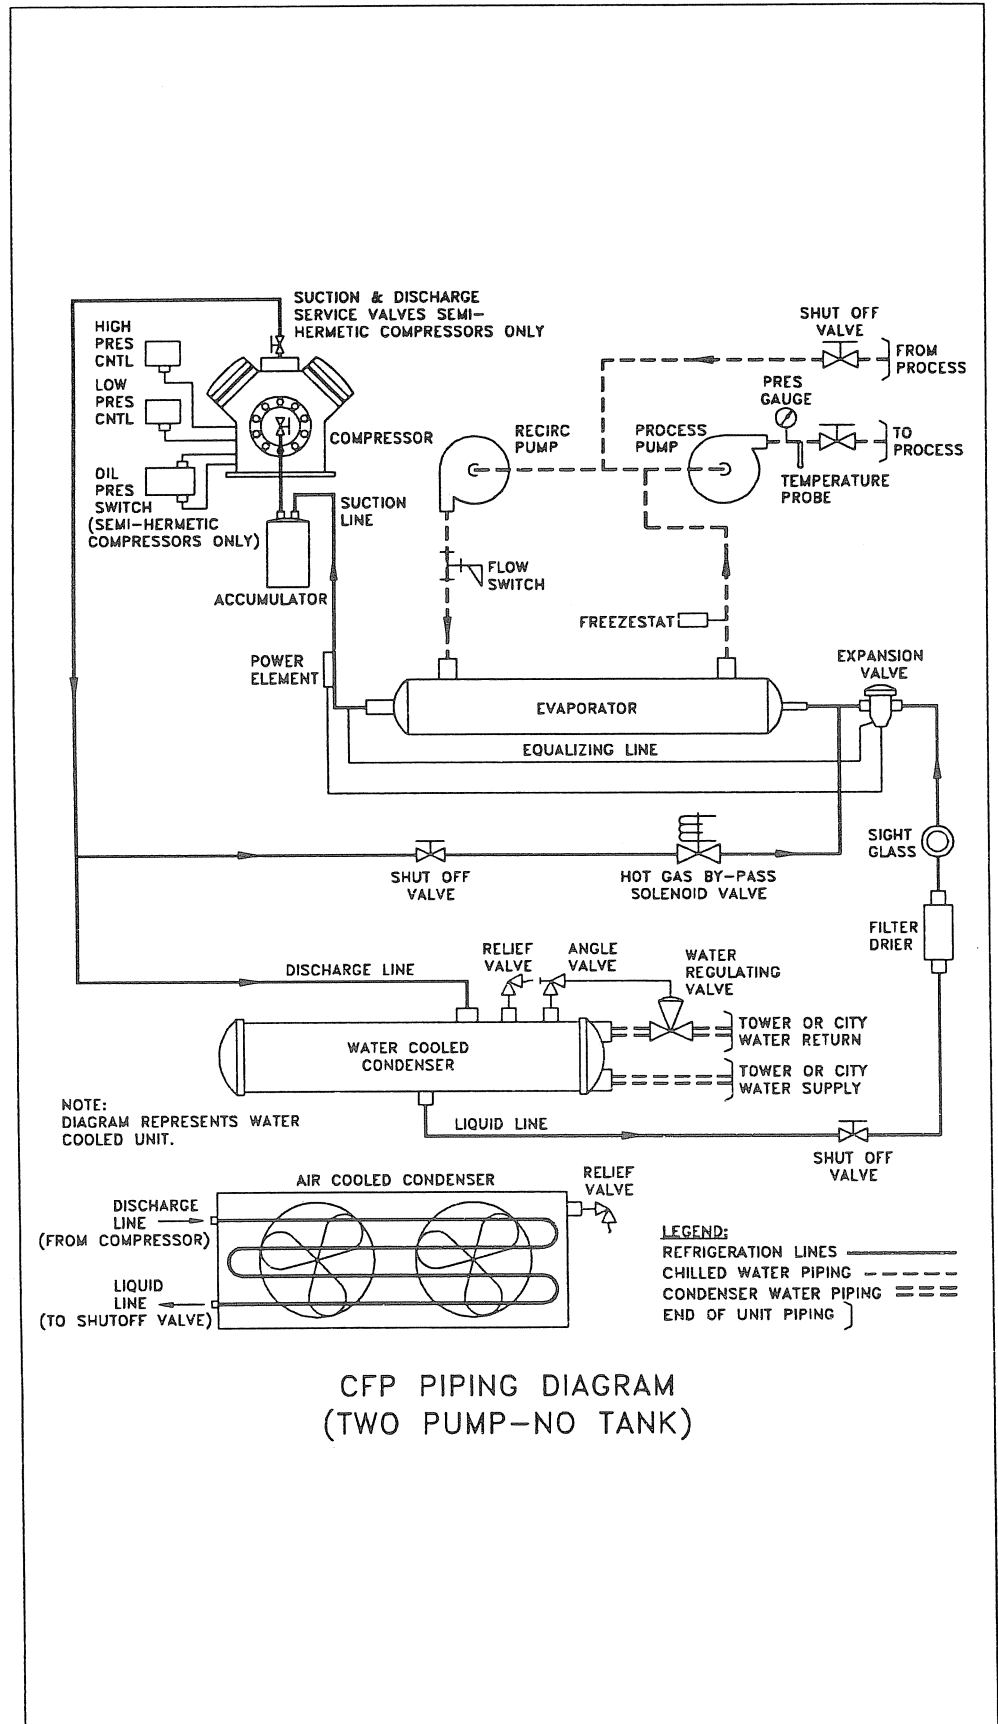 SUCTION & DISCHARGE
SERVICE VALVES SEMI-
HERMETIC COMPRESSORS ONLY
HIGH
PRES
CNTL
LOW
PRES
CNTL
OIL
PRES
SWITCH
(SEMI-HERMETIC
COMPRESSORS ONLY)
COMPRESSOR
SUCTION
LINE
ACCUMULATOR
RECIRC
PUMP
PROCESS
PUMP
SHUT OFF
VALVE
FROM
PROCESS
PRES
GAUGE
TO
PROCESS
TEMPERATURE
PROBE
FLOW
SWITCH
FREEZESTAT
POWER
ELEMENT
EXPANSION
VALVE
EVAPORATOR
EQUALIZING LINE
SIGHT
GLASS
SHUT OFF
VALVE
HOT GAS BY-PASS
SOLENOID VALVE
FILTER
DRIER
DISCHARGE LINE
RELIEF
VALVE
ANGLE
VALVE
WATER
REGULATING
VALVE
TOWER OR CITY
WATER RETURN
WATER COOLED
CONDENSER
TOWER OR CITY
WATER SUPPLY
NOTE:
DIAGRAM REPRESENTS WATER
COOLED UNIT.
LIQUID LINE
SHUT OFF
VALVE
AIR COOLED CONDENSER
RELIEF
VALVE
DISCHARGE
LINE
(FROM COMPRESSOR)
LIQUID
LINE
(TO SHUTOFF VALVE)
LEGEND:
REFRIGERATION LINES
CHILLED WATER PIPING
CONDENSER WATER PIPING
END OF UNIT PIPING
CFP PIPING DIAGRAM
(TWO PUMP-NO TANK)